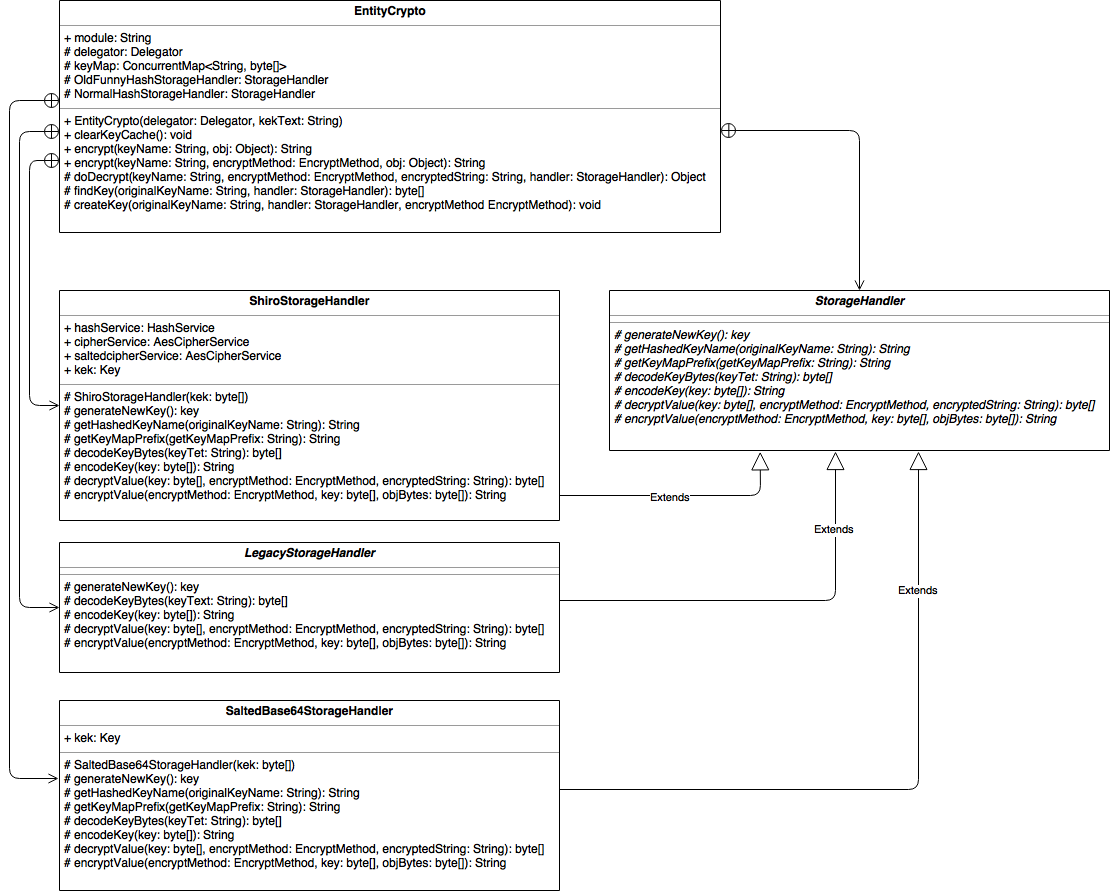 EntityCrypto
+ module: String
# delegator: Delegator
# keyMap: ConcurrentMap<String, byte[]>
# OldFunnyHashStorageHandler: StorageHandler
# NormalHashStorageHandler: StorageHandler
+ EntityCrypto(delegator: Delegator, kekText: String)
+ clearKeyCache(): void
+ encrypt(keyName: String, obj: Object): String
+ encrypt(keyName: String, encryptMethod: EncryptMethod, obj: Object): String
# doDecrypt(keyName: String, encryptMethod: EncryptMethod, encryptedString: String, handler: StorageHandler): Object
# findKey(originalKeyName: String, handler: StorageHandler): byte[]
# createKey(originalKeyName: String, handler: StorageHandler, encryptMethod EncryptMethod): void
ShiroStorageHandler
+ hashService: HashService
+ cipherService: AesCipherService
+ saltedcipherService: AesCipherService
+ kek: Key
# ShiroStorageHandler(kek: byte[])
# generateNewKey(): key
# getHashedKeyName(originalKeyName: String): String
# getKeyMapPrefix(getKeyMapPrefix: String): String
# decodeKeyBytes(keyTet: String): byte[]
# encodeKey(key: byte[]): String
# decryptValue(key: byte[], encryptMethod: EncryptMethod, encryptedString: String): byte[]
# encryptValue(encryptMethod: EncryptMethod, key: byte[], objBytes: byte[]): String
StorageHandler
# generateNewKey(): key
# getHashedKeyName(originalKeyName: String): String
# getKeyMapPrefix(getKeyMapPrefix: String): String
# decodeKeyBytes(keyTet: String): byte[]
# encodeKey(key: byte[]): String
# decryptValue(key: byte[], encryptMethod: EncryptMethod, encryptedString: String): byte[]
# encryptValue(encryptMethod: EncryptMethod, key: byte[], objBytes: byte[]): String
Extends
Extends
Extends
LegacyStorageHandler
# generateNewKey(): key
# decodeKeyBytes(keyText: String): byte[]
# encodeKey(key: byte[]): String
# decryptValue(key: byte[], encryptMethod: EncryptMethod, encryptedString: String): byte[]
# encryptValue(encryptMethod: EncryptMethod, key: byte[], objBytes: byte[]): String
SaltedBase64StorageHandler
+ kek: Key
# SaltedBase64StorageHandler(kek: byte[])
# generateNewKey(): key
# getHashedKeyName(originalKeyName: String): String
# getKeyMapPrefix(getKeyMapPrefix: String): String
# decodeKeyBytes(keyTet: String): byte[]
# encodeKey(key: byte[]): String
# decryptValue(key: byte[], encryptMethod: EncryptMethod, encryptedString: String): byte[]
# encryptValue(encryptMethod: EncryptMethod, key: byte[], objBytes: byte[]): String